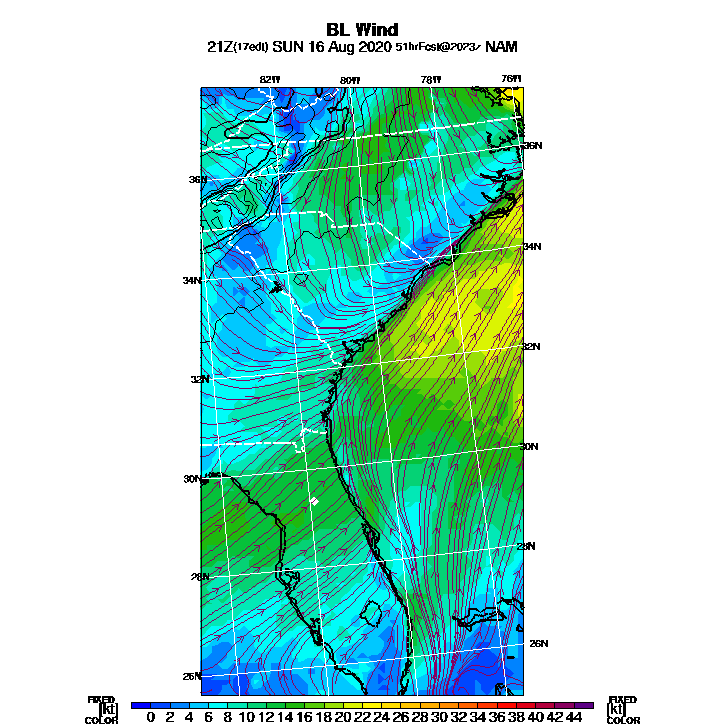 BL Wind
21Z(17edt) SUN 16 Aug 2020 51hrFcst@2023z NAM
82W 80W 78W 76W
36N
36N
34N
34N
32N
32N
30N
30N
28N
28N
26N
26N
FIXED FIXED
[kt] 0 2 4 6 8 10 12 14 16 18 20 22 24 26 28 30 32 34 36 38 40 42 44 [kt]
COLOR COLOR